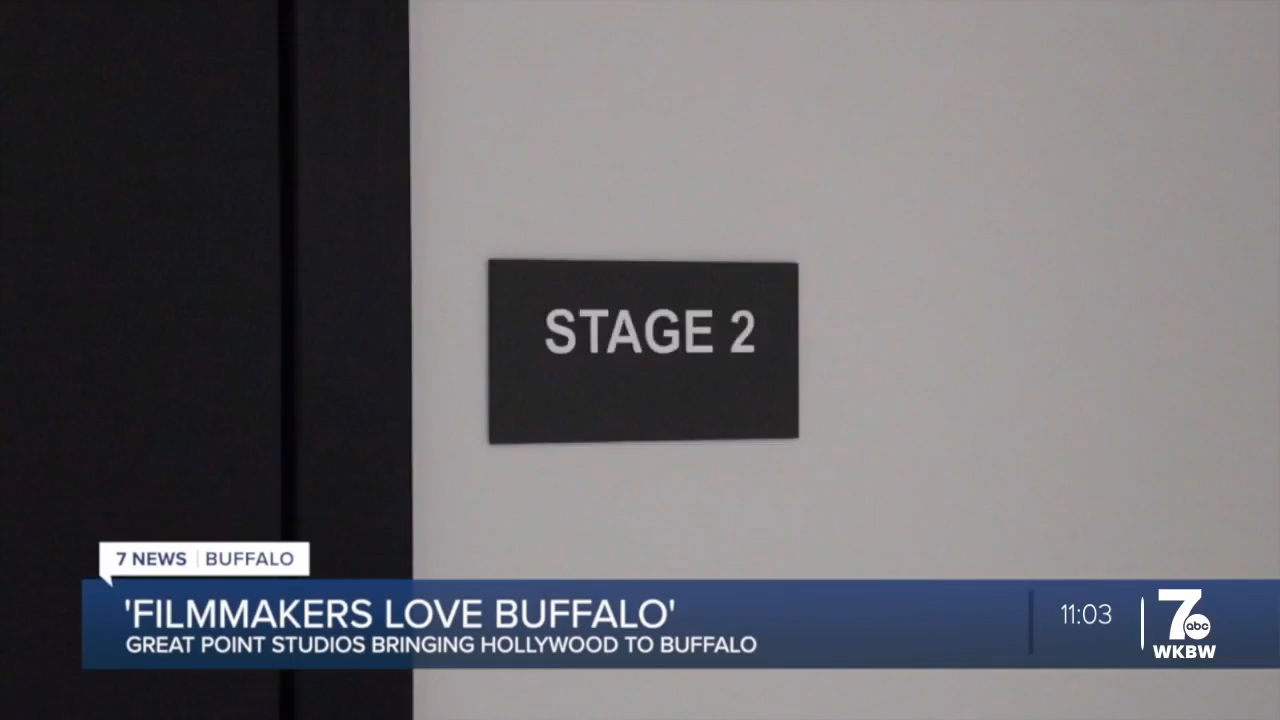 STAGE 2
7 NEWS | BUFFALO
'FILMMAKERS LOVE BUFFALO'
GREAT POINT STUDIOS BRINGING HOLLYWOOD TO BUFFALO
11:03
7 abc
WKBW